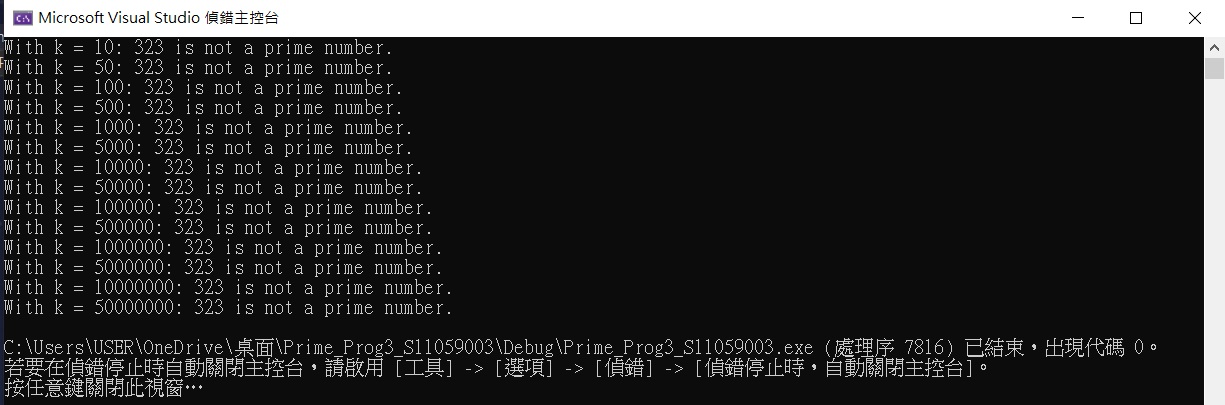 Microsoft Visual Studio 偵錯主控台
With k = 10: 323 is not a prime number.
With k = 50: 323 is not a prime number.
With k = 100: 323 is not a prime number.
With k = 500: 323 is not a prime number.
With k = 1000: 323 is not a prime number.
With k = 5000: 323 is not a prime number.
With k = 10000: 323 is not a prime number.
With k = 50000: 323 is not a prime number.
With k = 100000: 323 is not a prime number.
With k = 500000: 323 is not a prime number.
With k = 1000000: 323 is not a prime number.
With k = 5000000: 323 is not a prime number.
With k = 10000000: 323 is not a prime number.
With k = 50000000: 323 is not a prime number.
C:\Users\USER\OneDrive\桌面\Prime_Prog3_S11059003\Debug\Prime_Prog3_S11059003.exe (處理序 7816) 已結束，出現代碼 0。
若要在偵錯停止時自動關閉主控台，請啟用 [工具] -> [選項] -> [偵錯] -> [偵錯停止時，自動關閉主控台]。
按任意鍵關閉此視窗…